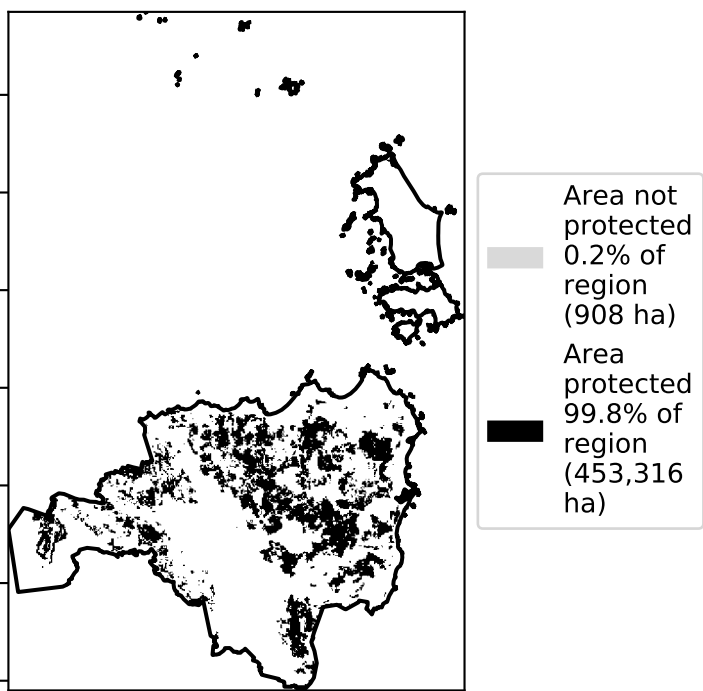 Area not
protected
0.2% of
region
(908 ha)
Area
protected
99.8% of
region
(453,316
ha)